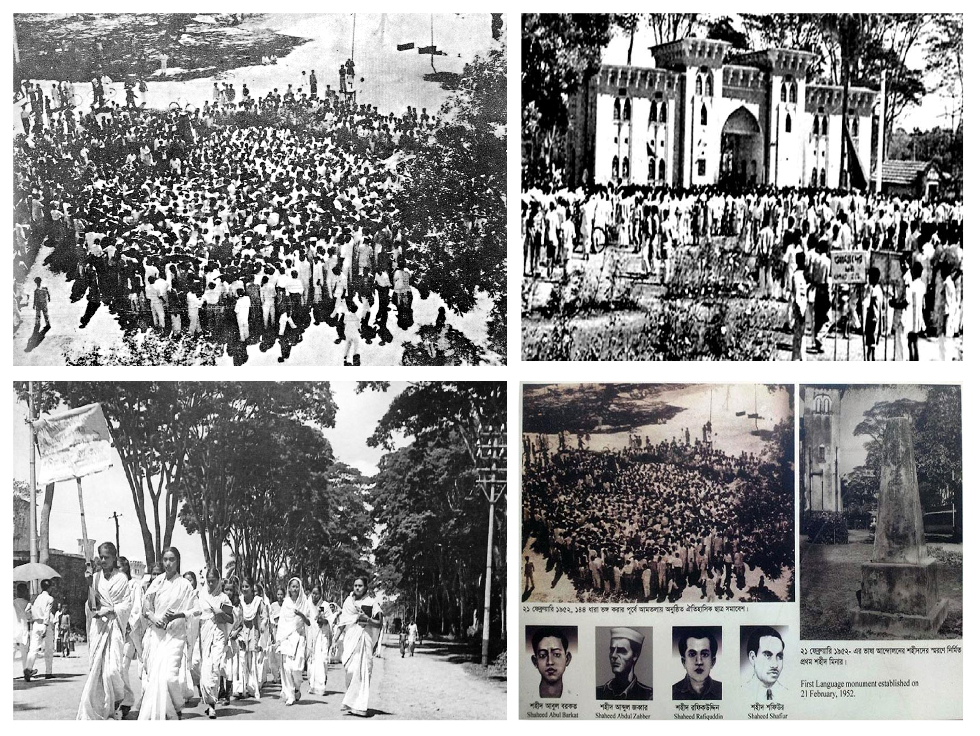 ২১ ফেব্রুয়ারি ১৯৫২, ১৪৪ ধারা ভঙ্গ করার পূর্বে আমতলায় অনুষ্ঠিত ঐতিহাসিক ছাত্র সমাবেশ।
শহীদ আবুল বরকত
Shaheed Abul Barkat
শহীদ আব্দুল জব্বার
Shaheed Abdul Zabber
শহীদ রফিকউদ্দিন
Shaheed Rafiquddin
শহীদ শফিউর
Shaheed Shafiur
২১ ফেব্রুয়ারি ১৯৫২- এর ভাষা আন্দোলনের শহীদদের স্মরণে নির্মিত
প্রথম শহীদ মিনার।
First Language monument established on
21 February, 1952.